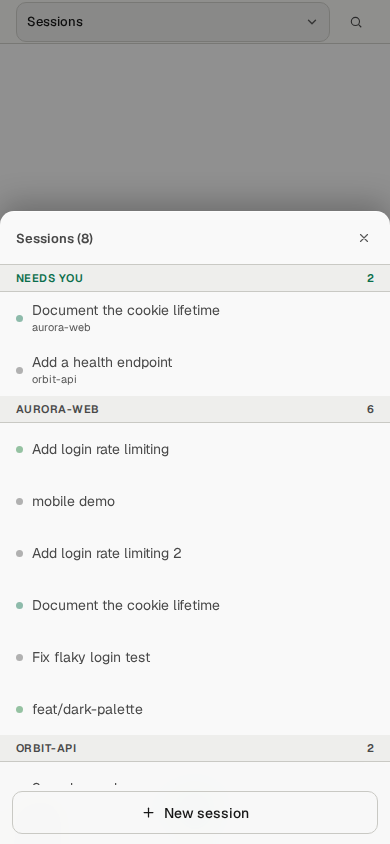 Sessions
Sessions (8)
NEEDS YOU 2
Document the cookie lifetime
aurora-web
Add a health endpoint
orbit-api
AURORA-WEB 6
Add login rate limiting
mobile demo
Add login rate limiting 2
Document the cookie lifetime
Fix flaky login test
feat/dark-palette
ORBIT-API 2
New session